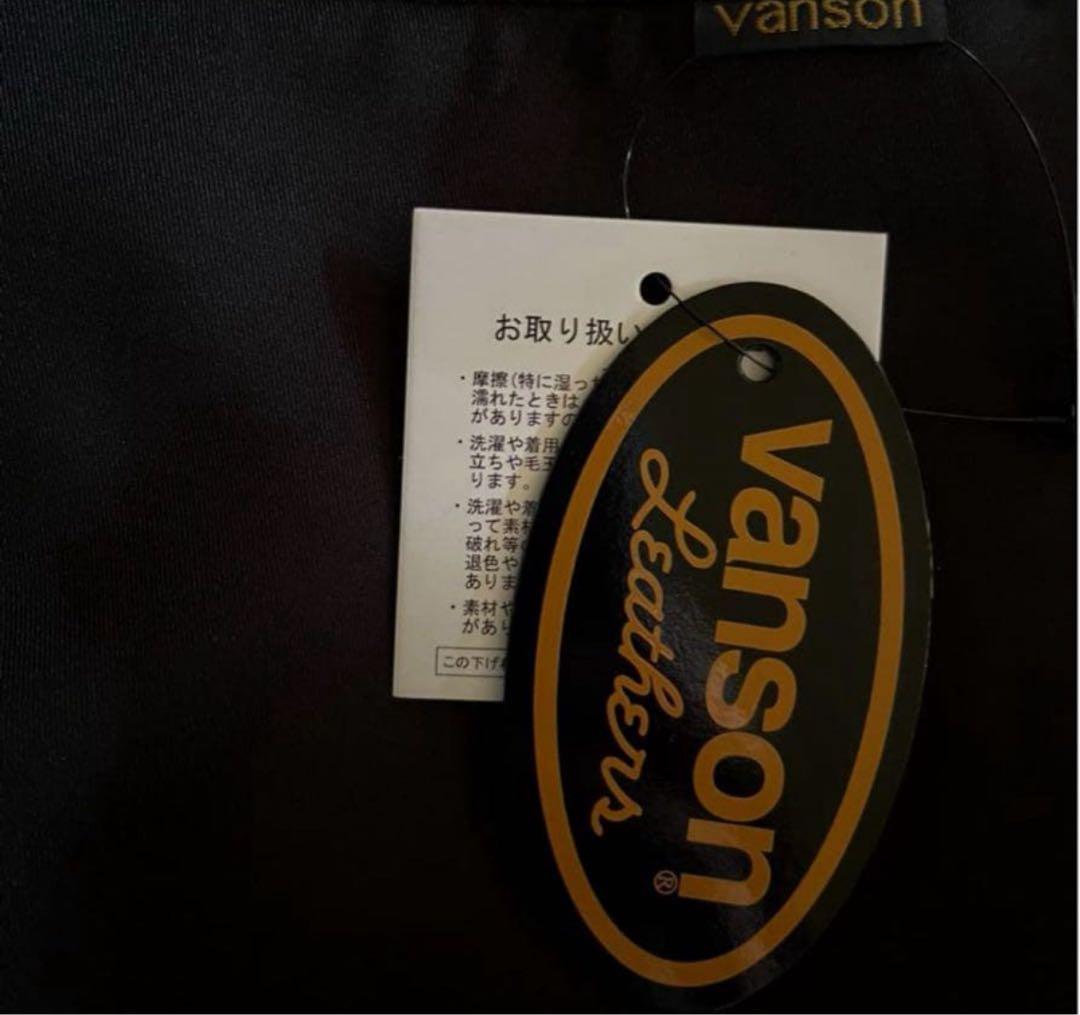 vanson
お取り扱い
・摩擦(特に湿っ
濡れたときは
がありますの
・洗濯や着用
立ちや毛玉
ります。
・洗濯や着
って素材
破れ等
退色や
ありま
・素材や
があり
この下げ
vanson
Leathers
®